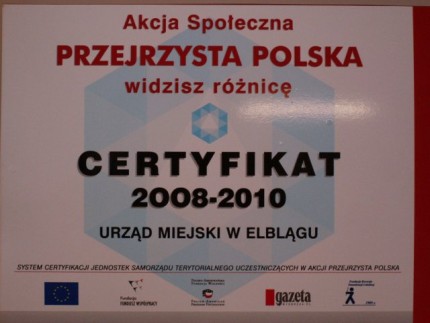 Akcja Społeczna
PRZEJRZYSTA POLSKA
widzisz różnicę
CERTYFIKAT
2008-2010
URZĄD MIEJSKI W ELBLĄGU
SYSTEM CERTYFIKACJI JEDNOSTEK SAMORZĄDU TERYTORIALNEGO UCZESTNICZĄCYCH W AKCJI PRZEJRZYSTA POLSKA
gazeta